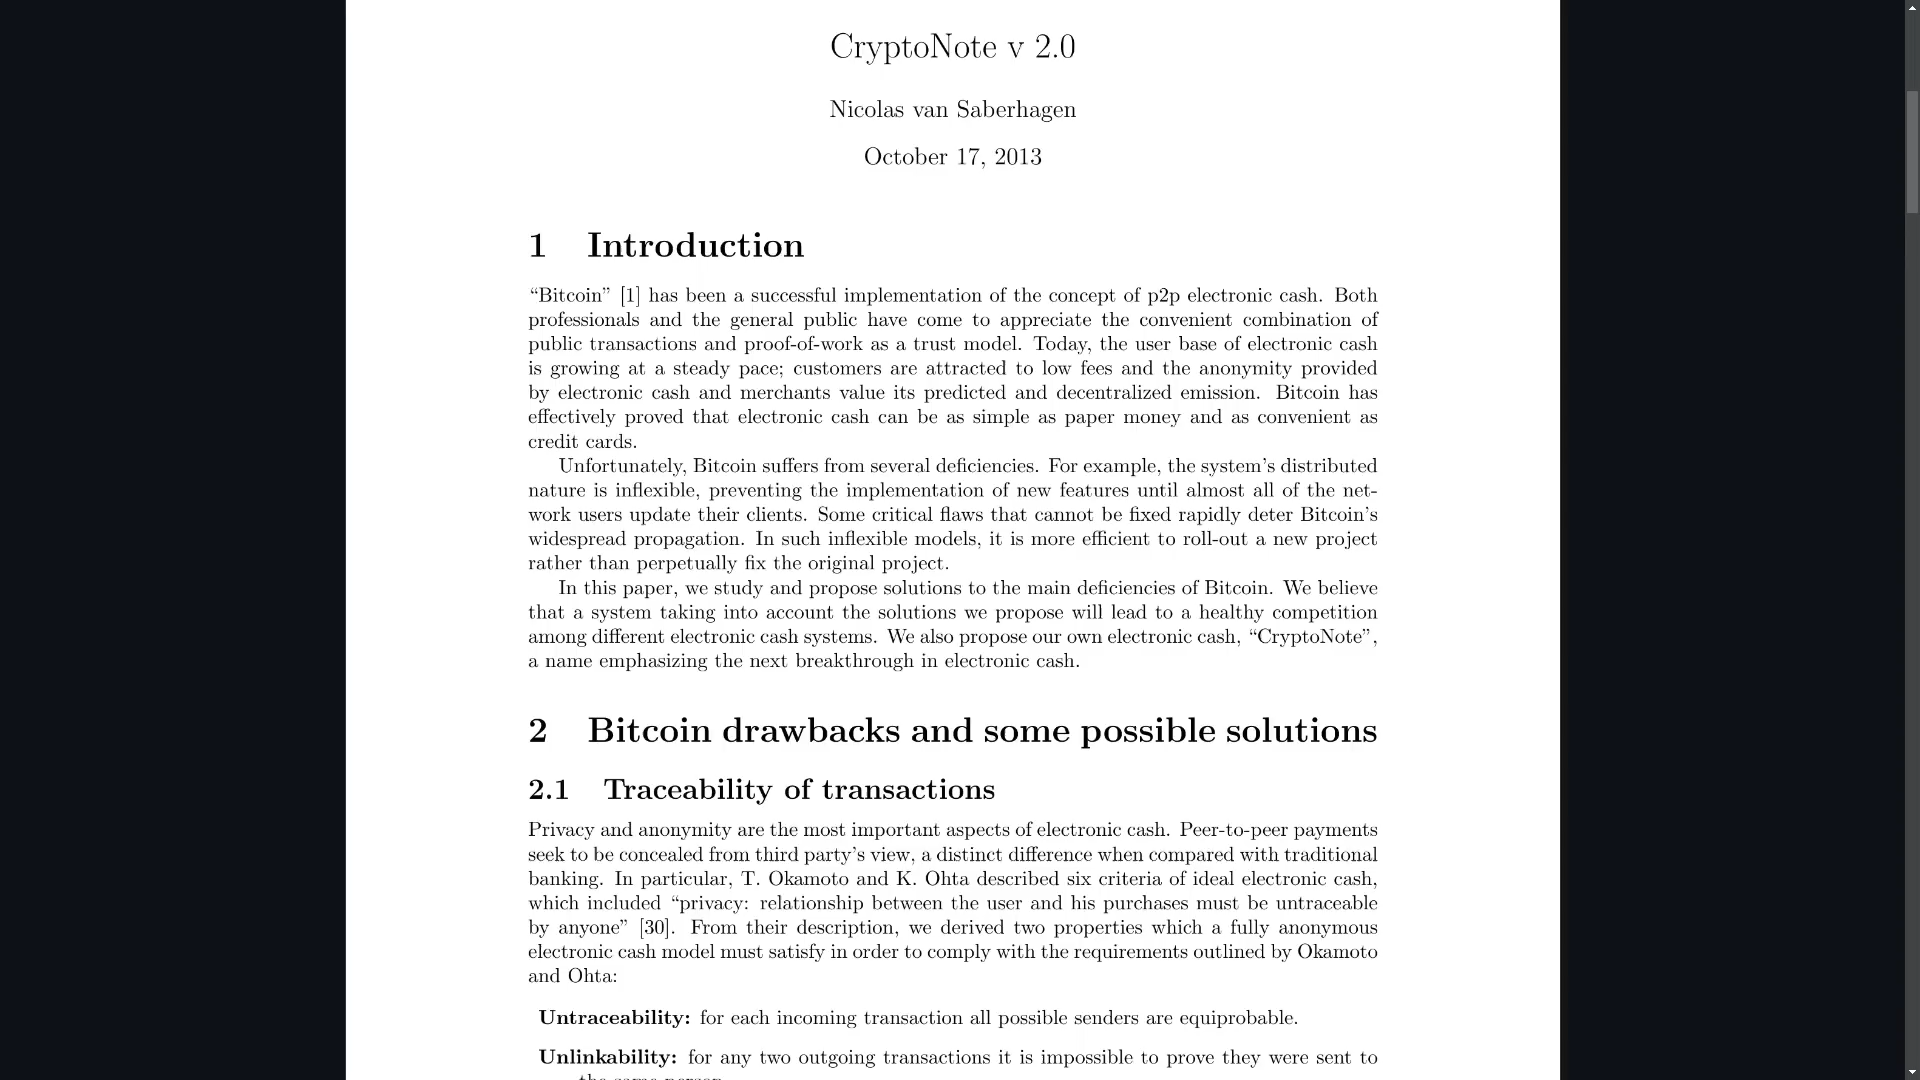 CryptoNote v 2.0
Nicolas van Saberhagen
October 17, 2013
1 Introduction
“Bitcoin” [1] has been a successful implementation of the concept of p2p electronic cash. Both
professionals and the general public have come to appreciate the convenient combination of
public transactions and proof-of-work as a trust model. Today, the user base of electronic cash
is growing at a steady pace; customers are attracted to low fees and the anonymity provided
by electronic cash and merchants value its predicted and decentralized emission. Bitcoin has
effectively proved that electronic cash can be as simple as paper money and as convenient as
credit cards.
Unfortunately, Bitcoin suffers from several deficiencies. For example, the system’s distributed
nature is inflexible, preventing the implementation of new features until almost all of the net-
work users update their clients. Some critical flaws that cannot be fixed rapidly deter Bitcoin’s
widespread propagation. In such inflexible models, it is more efficient to roll-out a new project
rather than perpetually fix the original project.
In this paper, we study and propose solutions to the main deficiencies of Bitcoin. We believe
that a system taking into account the solutions we propose will lead to a healthy competition
among different electronic cash systems. We also propose our own electronic cash, “CryptoNote”,
a name emphasizing the next breakthrough in electronic cash.
2 Bitcoin drawbacks and some possible solutions
2.1 Traceability of transactions
Privacy and anonymity are the most important aspects of electronic cash. Peer-to-peer payments
seek to be concealed from third party’s view, a distinct difference when compared with traditional
banking. In particular, T. Okamoto and K. Ohta described six criteria of ideal electronic cash,
which included “privacy: relationship between the user and his purchases must be untraceable
by anyone” [30]. From their description, we derived two properties which a fully anonymous
electronic cash model must satisfy in order to comply with the requirements outlined by Okamoto
and Ohta:
Untraceability: for each incoming transaction all possible senders are equiprobable.
Unlinkability: for any two outgoing transactions it is impossible to prove they were sent to
the same person.